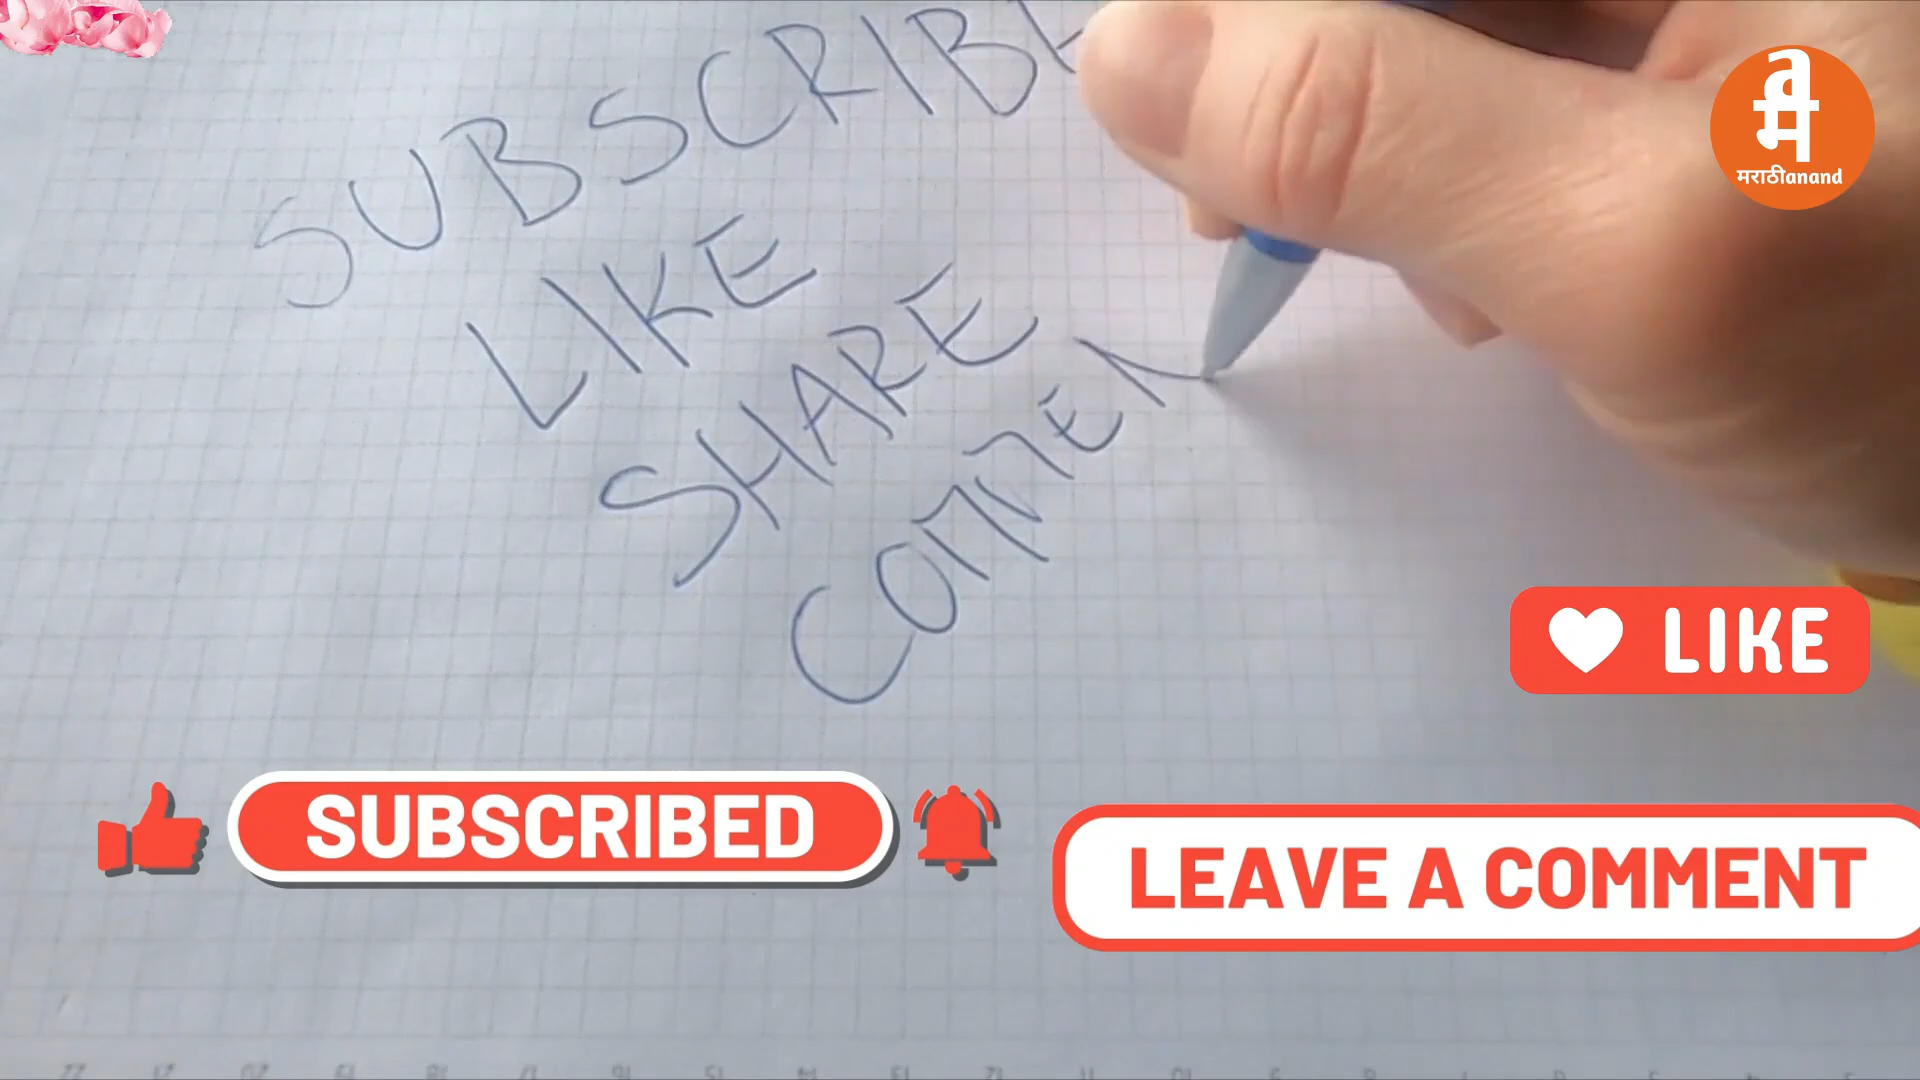 SUBSCRIBE
LIKE
SHARE
COMMEN
a
म
मराठीanand
LIKE
SUBSCRIBED
LEAVE A COMMENT